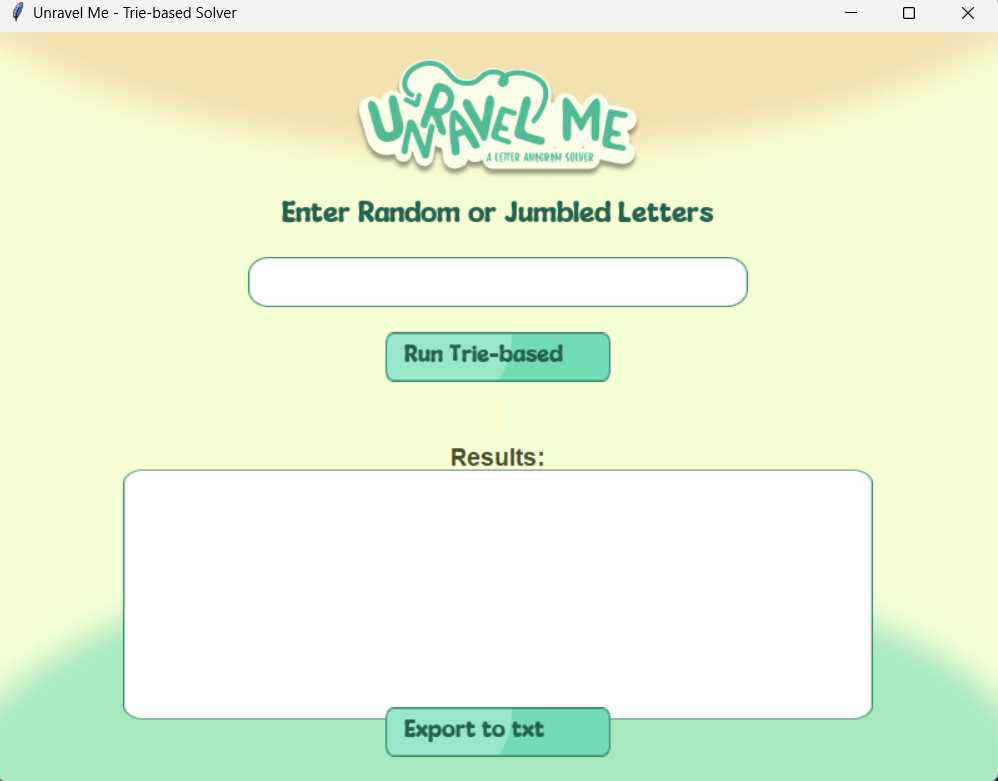 Unravel Me - Trie-based Solver
UNRAVEL ME
A LETTER ANAGRAM SOLVER
Enter Random or Jumbled Letters
Run Trie-based
Results:
Export to txt